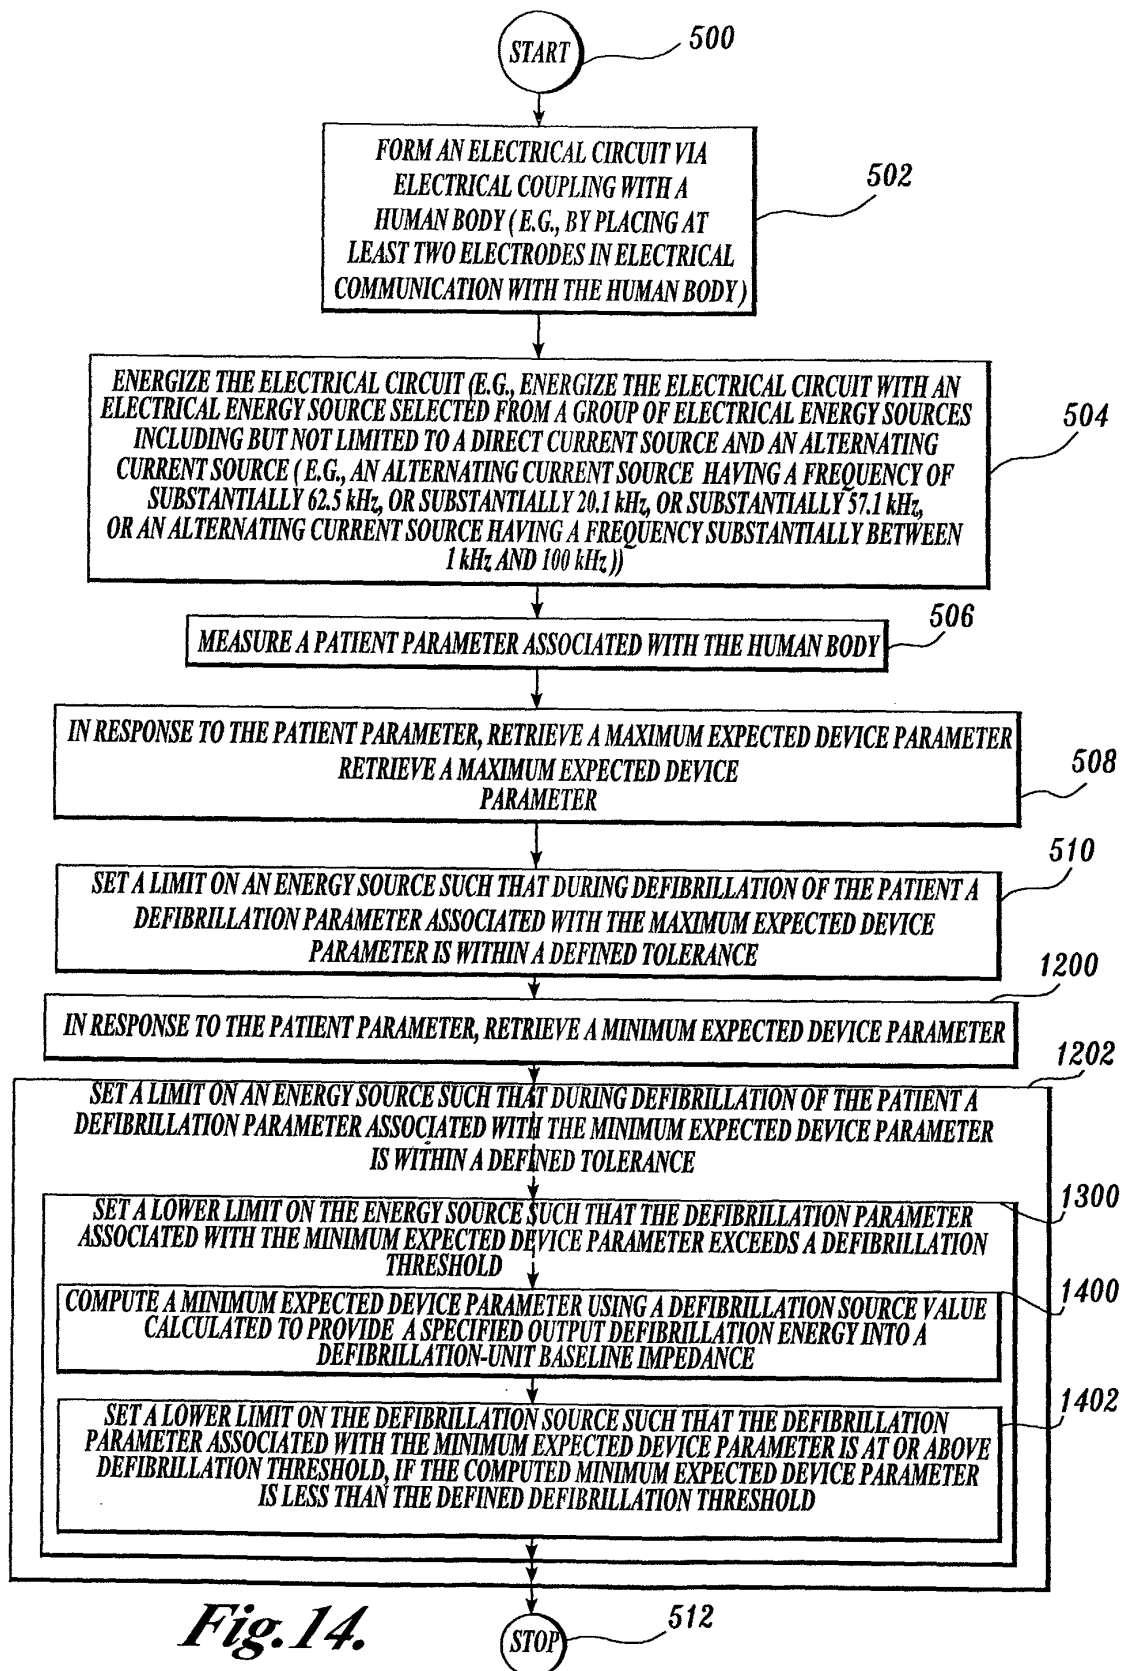 START
500
FORM AN ELECTRICAL CIRCUIT VIA
ELECTRICAL COUPLING WITH A
HUMAN BODY ( E.G., BY PLACING AT
LEAST TWO ELECTRODES IN ELECTRICAL
COMMUNICATION WITH THE HUMAN BODY )
502
ENERGIZE THE ELECTRICAL CIRCUIT (E.G., ENERGIZE THE ELECTRICAL CIRCUIT WITH AN
ELECTRICAL ENERGY SOURCE SELECTED FROM A GROUP OF ELECTRICAL ENERGY SOURCES
INCLUDING BUT NOT LIMITED TO A DIRECT CURRENT SOURCE AND AN ALTERNATING
CURRENT SOURCE ( E.G., AN ALTERNATING CURRENT SOURCE HAVING A FREQUENCY OF
SUBSTANTIALLY 62.5 kHz, OR SUBSTANTIALLY 20.1 kHz, OR SUBSTANTIALLY 57.1 kHz,
OR AN ALTERNATING CURRENT SOURCE HAVING A FREQUENCY SUBSTANTIALLY BETWEEN
1 kHz AND 100 kHz ))
504
MEASURE A PATIENT PARAMETER ASSOCIATED WITH THE HUMAN BODY
506
IN RESPONSE TO THE PATIENT PARAMETER, RETRIEVE A MAXIMUM EXPECTED DEVICE PARAMETER
RETRIEVE A MAXIMUM EXPECTED DEVICE
PARAMETER
508
SET A LIMIT ON AN ENERGY SOURCE SUCH THAT DURING DEFIBRILLATION OF THE PATIENT A
DEFIBRILLATION PARAMETER ASSOCIATED WITH THE MAXIMUM EXPECTED DEVICE
PARAMETER IS WITHIN A DEFINED TOLERANCE
510
IN RESPONSE TO THE PATIENT PARAMETER, RETRIEVE A MINIMUM EXPECTED DEVICE PARAMETER
1200
SET A LIMIT ON AN ENERGY SOURCE SUCH THAT DURING DEFIBRILLATION OF THE PATIENT A
DEFIBRILLATION PARAMETER ASSOCIATED WITH THE MINIMUM EXPECTED DEVICE PARAMETER
IS WITHIN A DEFINED TOLERANCE
1202
SET A LOWER LIMIT ON THE ENERGY SOURCE SUCH THAT THE DEFIBRILLATION PARAMETER
ASSOCIATED WITH THE MINIMUM EXPECTED DEVICE PARAMETER EXCEEDS A DEFIBRILLATION
THRESHOLD
1300
COMPUTE A MINIMUM EXPECTED DEVICE PARAMETER USING A DEFIBRILLATION SOURCE VALUE
CALCULATED TO PROVIDE A SPECIFIED OUTPUT DEFIBRILLATION ENERGY INTO A
DEFIBRILLATION-UNIT BASELINE IMPEDANCE
1400
SET A LOWER LIMIT ON THE DEFIBRILLATION SOURCE SUCH THAT THE DEFIBRILLATION
PARAMETER ASSOCIATED WITH THE MINIMUM EXPECTED DEVICE PARAMETER IS AT OR ABOVE
DEFIBRILLATION THRESHOLD, IF THE COMPUTED MINIMUM EXPECTED DEVICE PARAMETER
IS LESS THAN THE DEFINED DEFIBRILLATION THRESHOLD
1402
STOP
512
Fig.14.